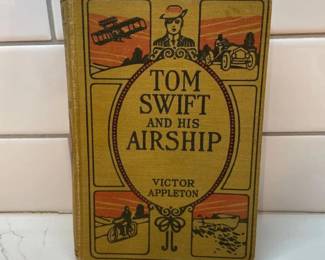 TOM
SWIFT
AND HIS
AIRSHIP
VICTOR
APPLETON